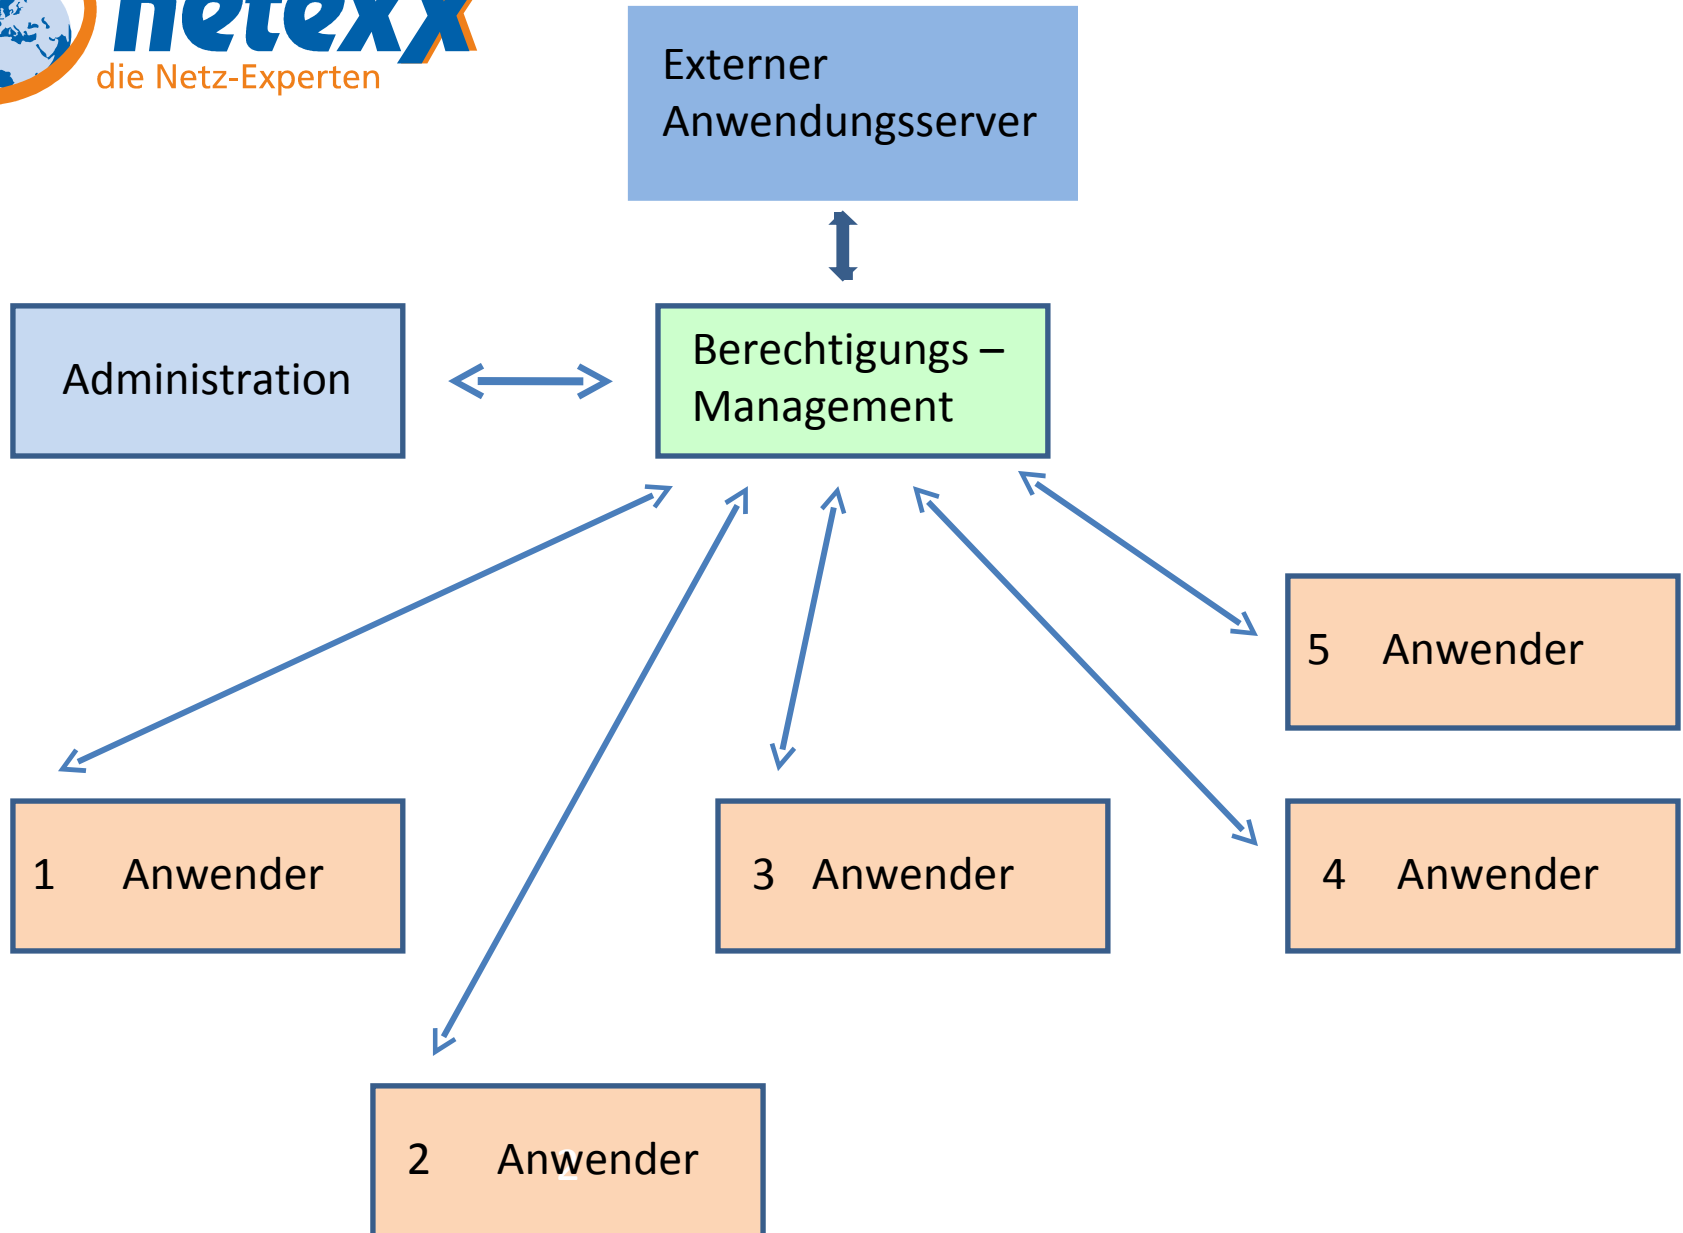 netexx
die Netz-Experten
Externer
Anwendungsserver
Administration
Berechtigungs –
Management
5 Anwender
1 Anwender
3 Anwender
4 Anwender
2 Anwender